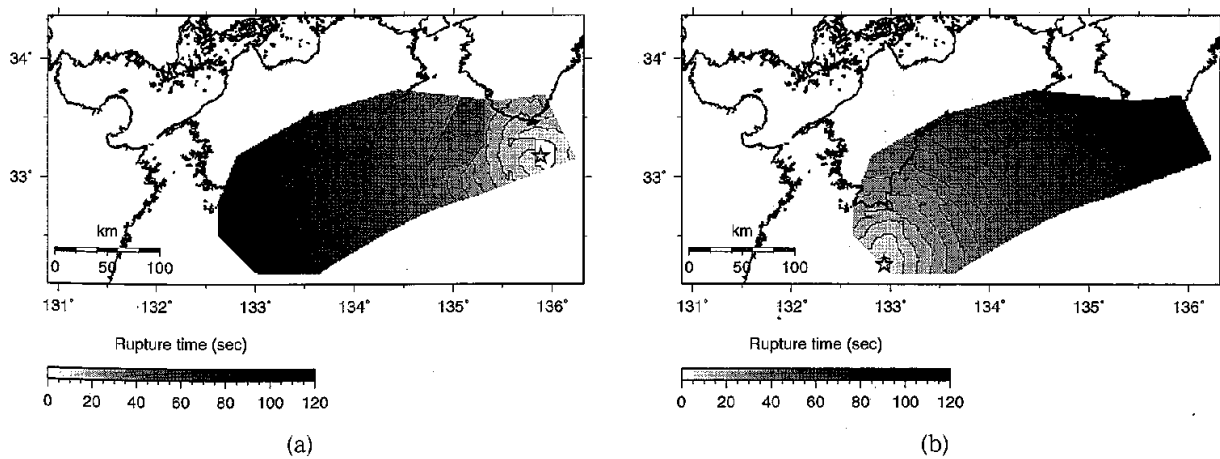 34° 34°
33° 33°
km km
0 50 100 0 50 100
131° 132° 133° 134° 135° 136° 131° 132° 133° 134° 135° 136°
Rupture time (sec) Rupture time (sec)
0 20 40 60 80 100 120 0 20 40 60 80 100 120
(a) (b)